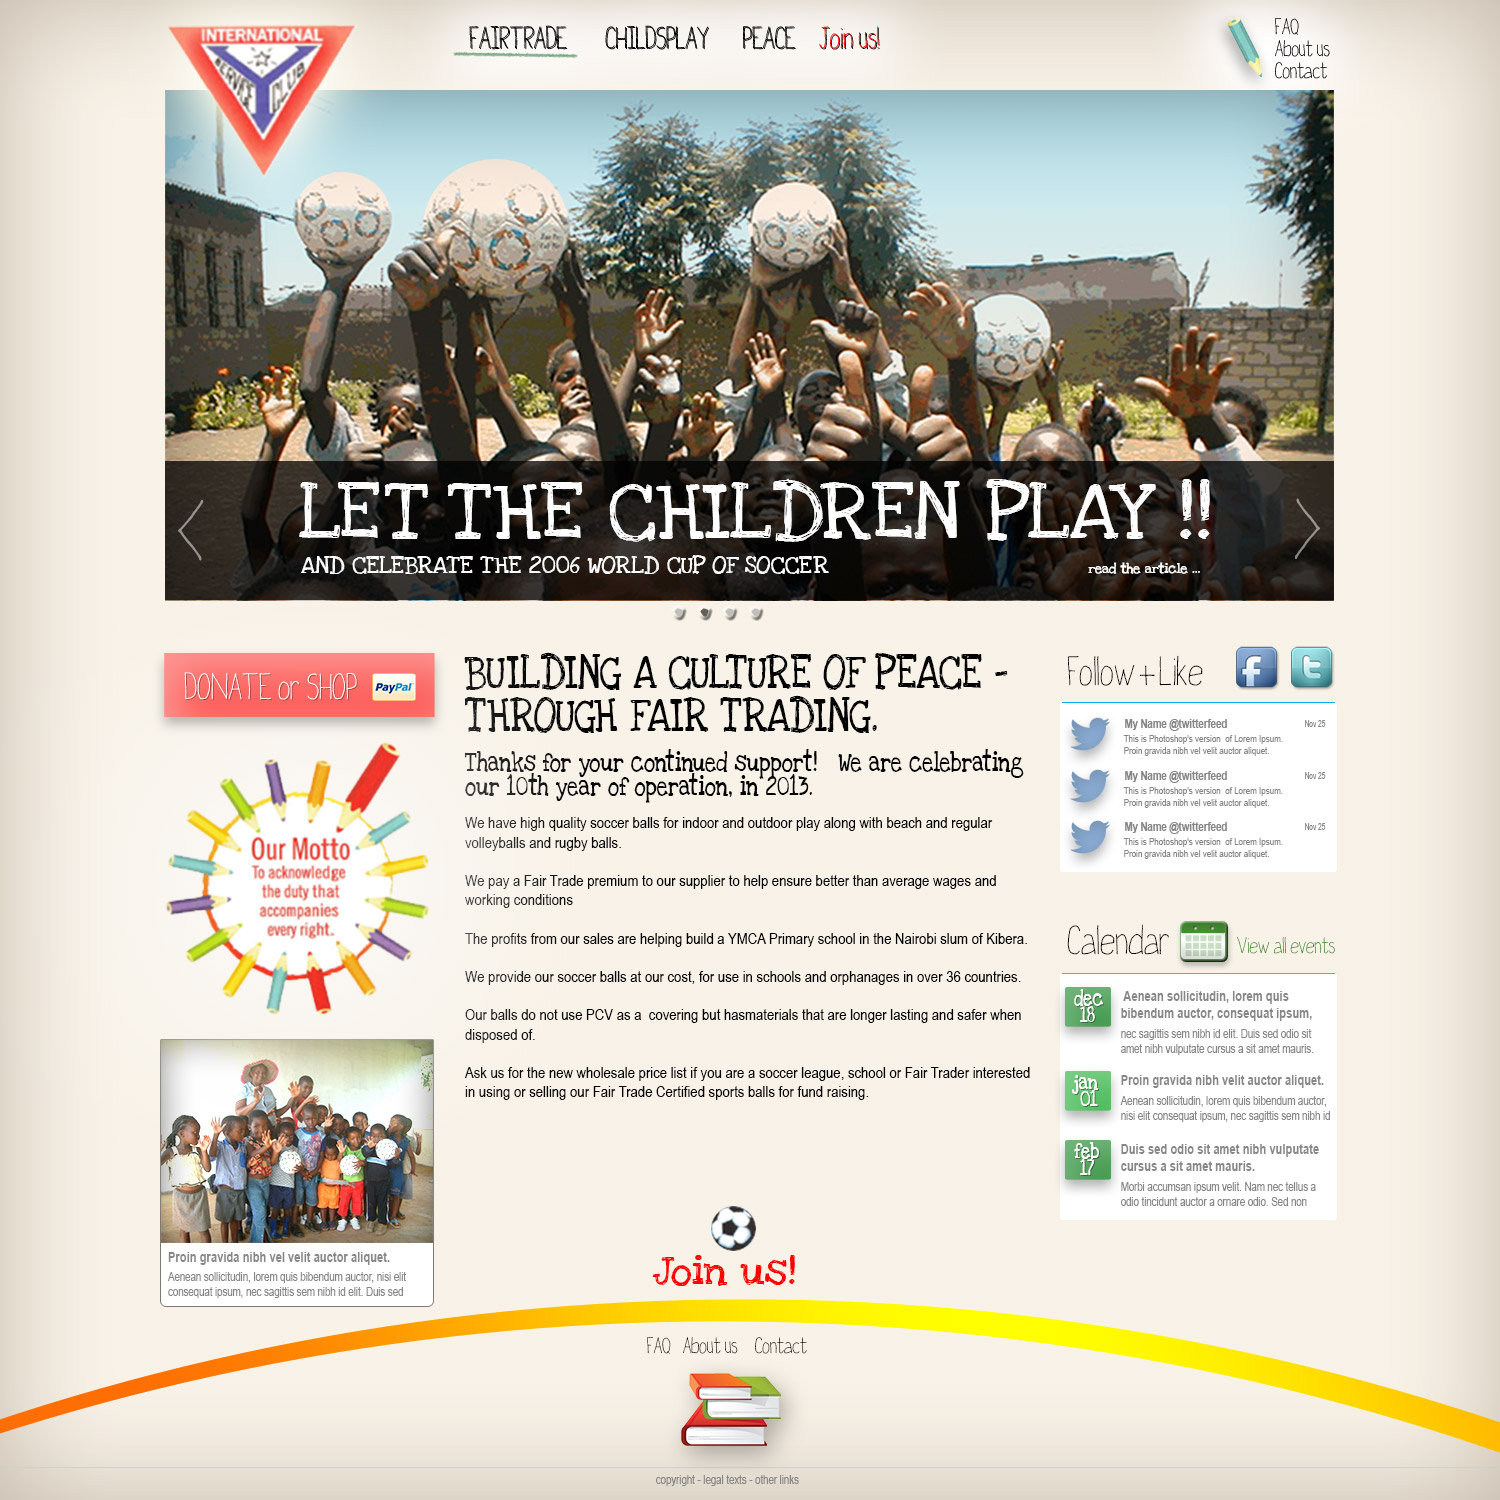 INTERNATIONAL
SERVICE CLUB
FAIRTRADE CHILDSPLAY PEACE Join us!
FAQ
About us
Contact
LET THE CHILDREN PLAY !!
AND CELEBRATE THE 2006 WORLD CUP OF SOCCER
read the article ...
DONATE or SHOP PayPal
Our Motto
To acknowledge
the duty that
accompanies
every right.
Proin gravida nibh vel velit auctor aliquet.
Aenean sollicitudin, lorem quis bibendum auctor, nisi elit
consequat ipsum, nec sagittis sem nibh id elit. Duis sed
BUILDING A CULTURE OF PEACE -
THROUGH FAIR TRADING.
Thanks for your continued support! We are celebrating
our 10th year of operation, in 2013.
We have high quality soccer balls for indoor and outdoor play along with beach and regular
volleyballs and rugby balls.
We pay a Fair Trade premium to our supplier to help ensure better than average wages and
working conditions
The profits from our sales are helping build a YMCA Primary school in the Nairobi slum of Kibera.
We provide our soccer balls at our cost, for use in schools and orphanages in over 36 countries.
Our balls do not use PCV as a covering but hasmaterials that are longer lasting and safer when
disposed of.
Ask us for the new wholesale price list if you are a soccer league, school or Fair Trader interested
in using or selling our Fair Trade Certified sports balls for fund raising.
Join us!
Follow + Like
My Name @twitterfeed Nov 25
This is Photoshop's version of Lorem Ipsum.
Proin gravida nibh vel velit auctor aliquet.
My Name @twitterfeed Nov 25
This is Photoshop's version of Lorem Ipsum.
Proin gravida nibh vel velit auctor aliquet.
My Name @twitterfeed Nov 25
This is Photoshop's version of Lorem Ipsum.
Proin gravida nibh vel velit auctor aliquet.
Calendar View all events
dec
18
Aenean sollicitudin, lorem quis
bibendum auctor, consequat ipsum,
nec sagittis sem nibh id elit. Duis sed odio sit
amet nibh vulputate cursus a sit amet mauris.
jan
01
Proin gravida nibh velit auctor aliquet.
Aenean sollicitudin, lorem quis bibendum auctor,
nisi elit consequat ipsum, nec sagittis sem nibh id
feb
17
Duis sed odio sit amet nibh vulputate
cursus a sit amet mauris.
Morbi accumsan ipsum velit. Nam nec tellus a
odio tincidunt auctor a ornare odio. Sed non
FAQ About us Contact
copyright - legal texts - other links